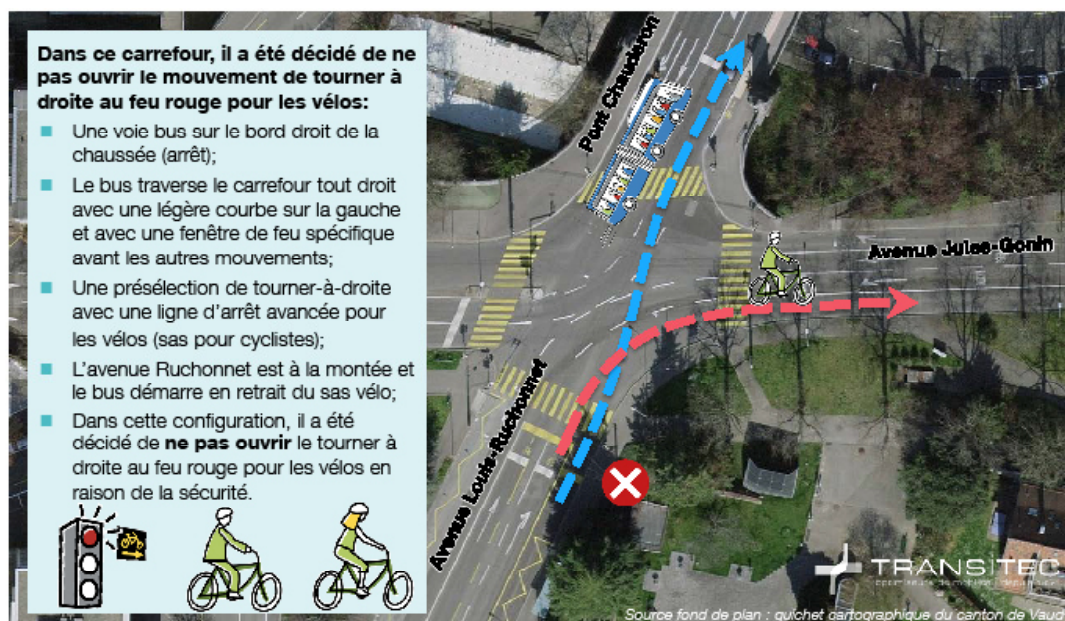 Dans ce carrefour, il a été décidé de ne
pas ouvrir le mouvement de tourner à
droite au feu rouge pour les vélos:
Une voie bus sur le bord droit de la
chaussée (arrêt);
Le bus traverse le carrefour tout droit
avec une légère courbe sur la gauche
et avec une fenêtre de feu spécifique
avant les autres mouvements;
Une présélection de tourner-à-droite
avec une ligne d'arrêt avancée pour
les vélos (sas pour cyclistes);
L'avenue Ruchonnet est à la montée et
le bus démarre en retrait du sas vélo;
Dans cette configuration, il a été
décidé de ne pas ouvrir le tourner à
droite au feu rouge pour les vélos en
raison de la sécurité.
Pont Chauderon
Avenue Jules-Gonin
Avenue Louis-Ruchonnet
TRANSITEC
Source fond de plan : guichet cartographique du canton de Vaud